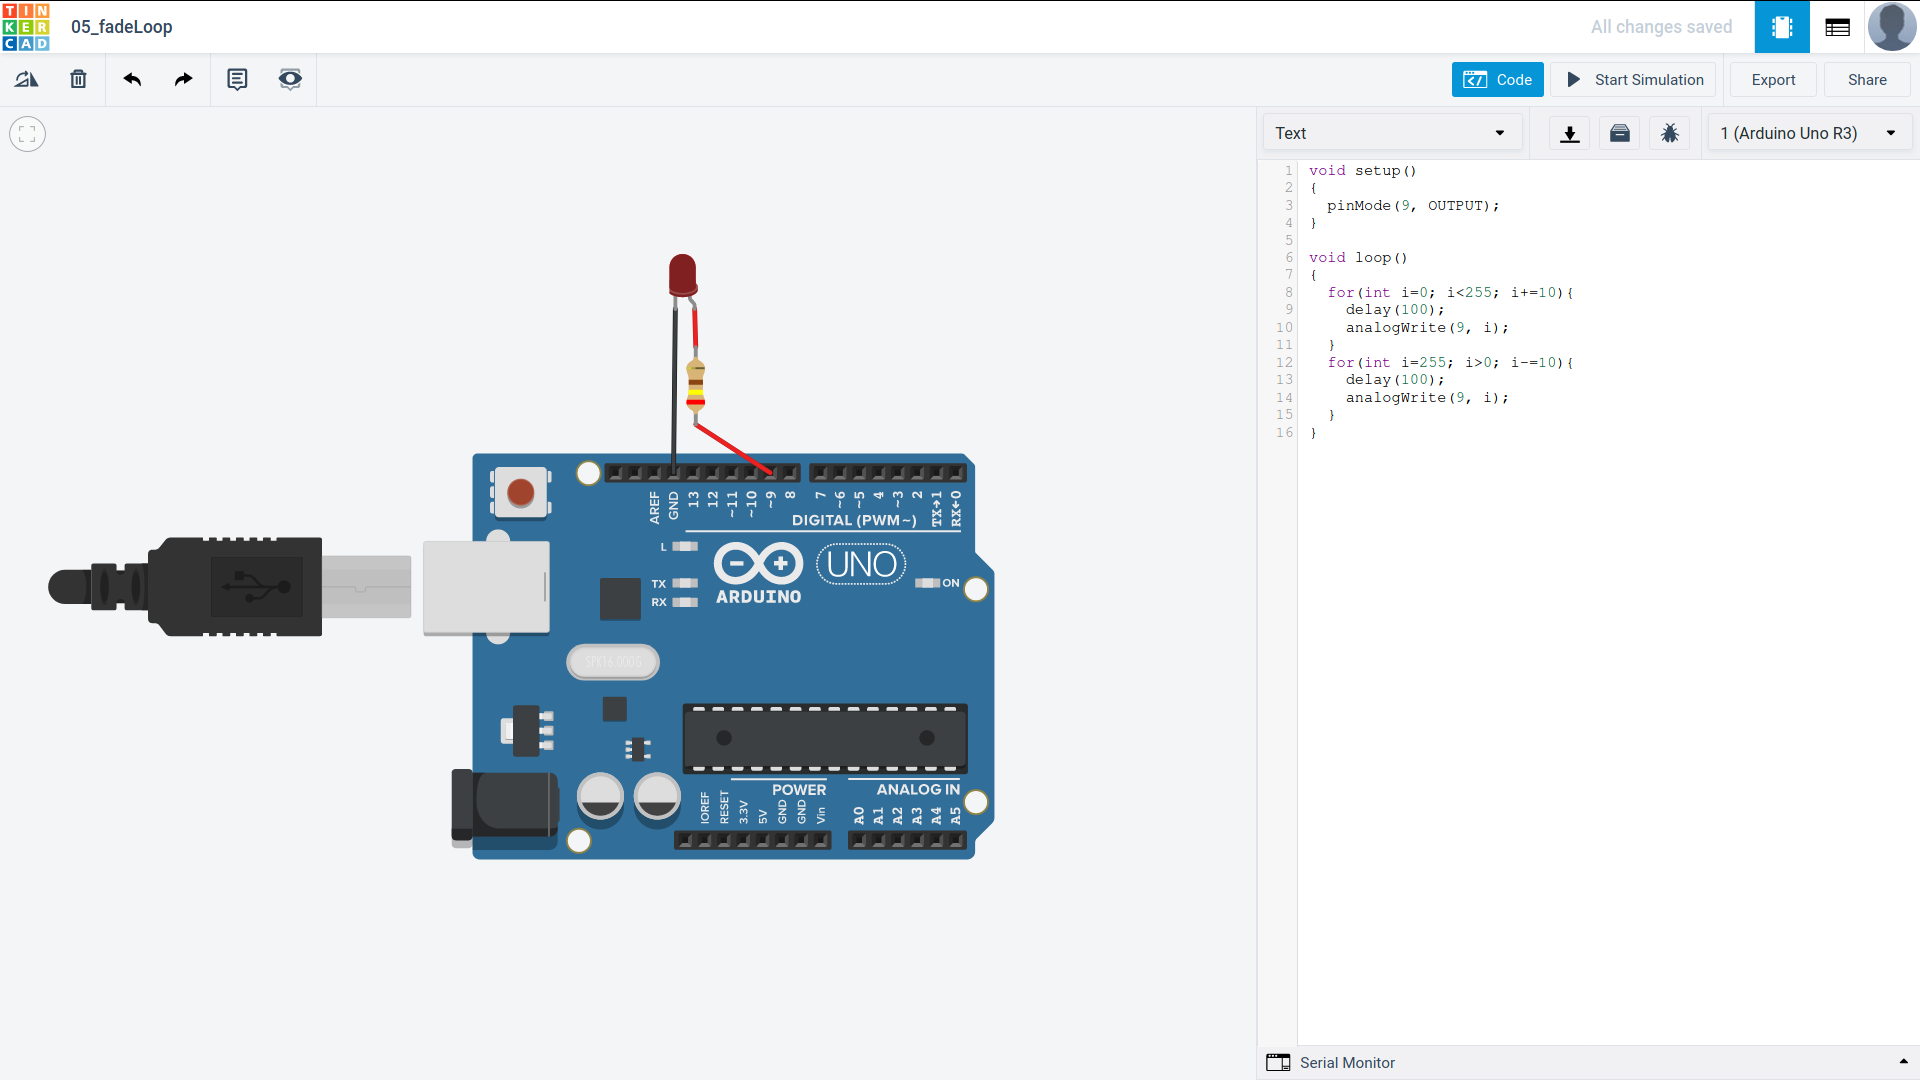 TIN
KER
CAD
05_fadeLoop
All changes saved
Code
Start Simulation
Export
Share
Text
1 (Arduino Uno R3)
1 void setup()
2 {
3 pinMode(9, OUTPUT);
4 }
5
6 void loop()
7 {
8 for(int i=0; i<255; i+=10){
9 delay(100);
10 analogWrite(9, i);
11 }
12 for(int i=255; i>0; i-=10){
13 delay(100);
14 analogWrite(9, i);
15 }
16 }
AREF GND 13 12 ~11 ~10 ~9 8 7 ~6 ~5 4 ~3 2 TX→1 RX←0
DIGITAL (PWM~)
L
TX
RX
UNO
ON
ARDUINO
SPK16.000G
POWER
ANALOG IN
IOREF RESET 3.3V 5V GND GND Vin A0 A1 A2 A3 A4 A5
Serial Monitor